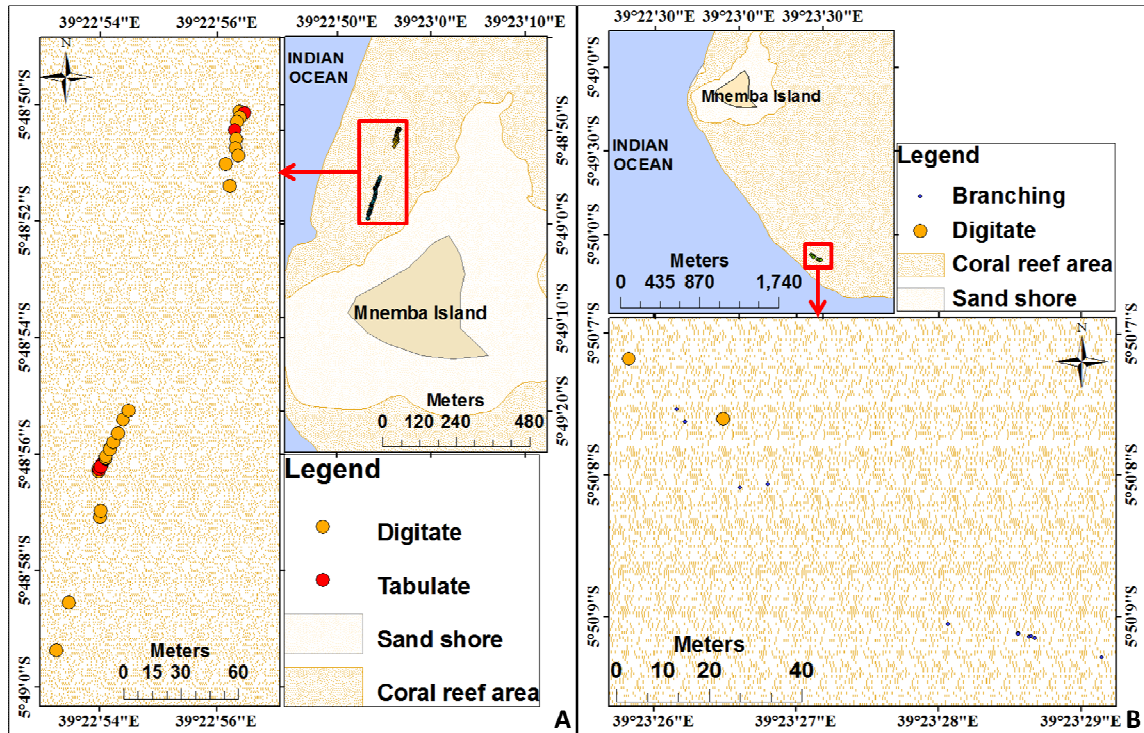 39°22'54"E 39°22'56"E
N
5°48'50"S
5°48'52"S
5°48'54"S
5°48'56"S
5°48'58"S
5°49'0"S
Meters
0 15 30 60
39°22'54"E 39°22'56"E
39°22'50"E 39°23'0"E 39°23'10"E
INDIAN
OCEAN
5°48'50"S
5°49'0"S
5°49'10"S
5°49'20"S
Mnemba Island
Meters
0 120 240 480
Legend
Digitate
Tabulate
Sand shore
Coral reef area
A
39°22'30"E 39°23'0"E 39°23'30"E
5°49'0"S
5°49'30"S
5°50'0"S
Mnemba Island
INDIAN
OCEAN
Meters
0 435 870 1,740
Legend
Branching
Digitate
Coral reef area
Sand shore
5°50'7"S
5°50'8"S
5°50'9"S
N
5°50'7"S
5°50'8"S
5°50'9"S
Meters
0 10 20 40
39°23'26"E 39°23'27"E 39°23'28"E 39°23'29"E
B